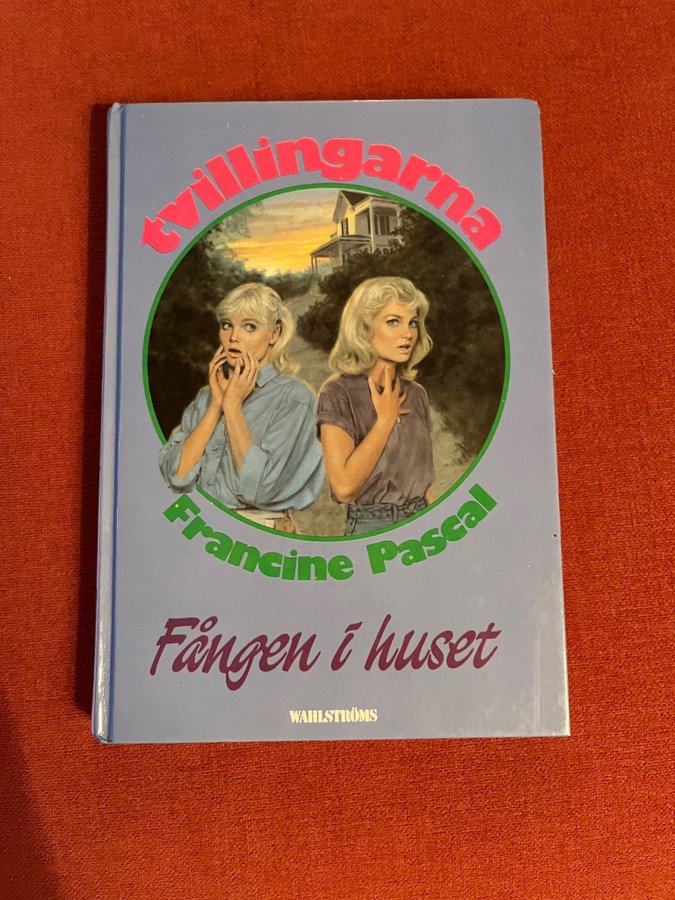 tvillingarna
Francine Pascal
Fången i huset
WAHLSTRÖMS